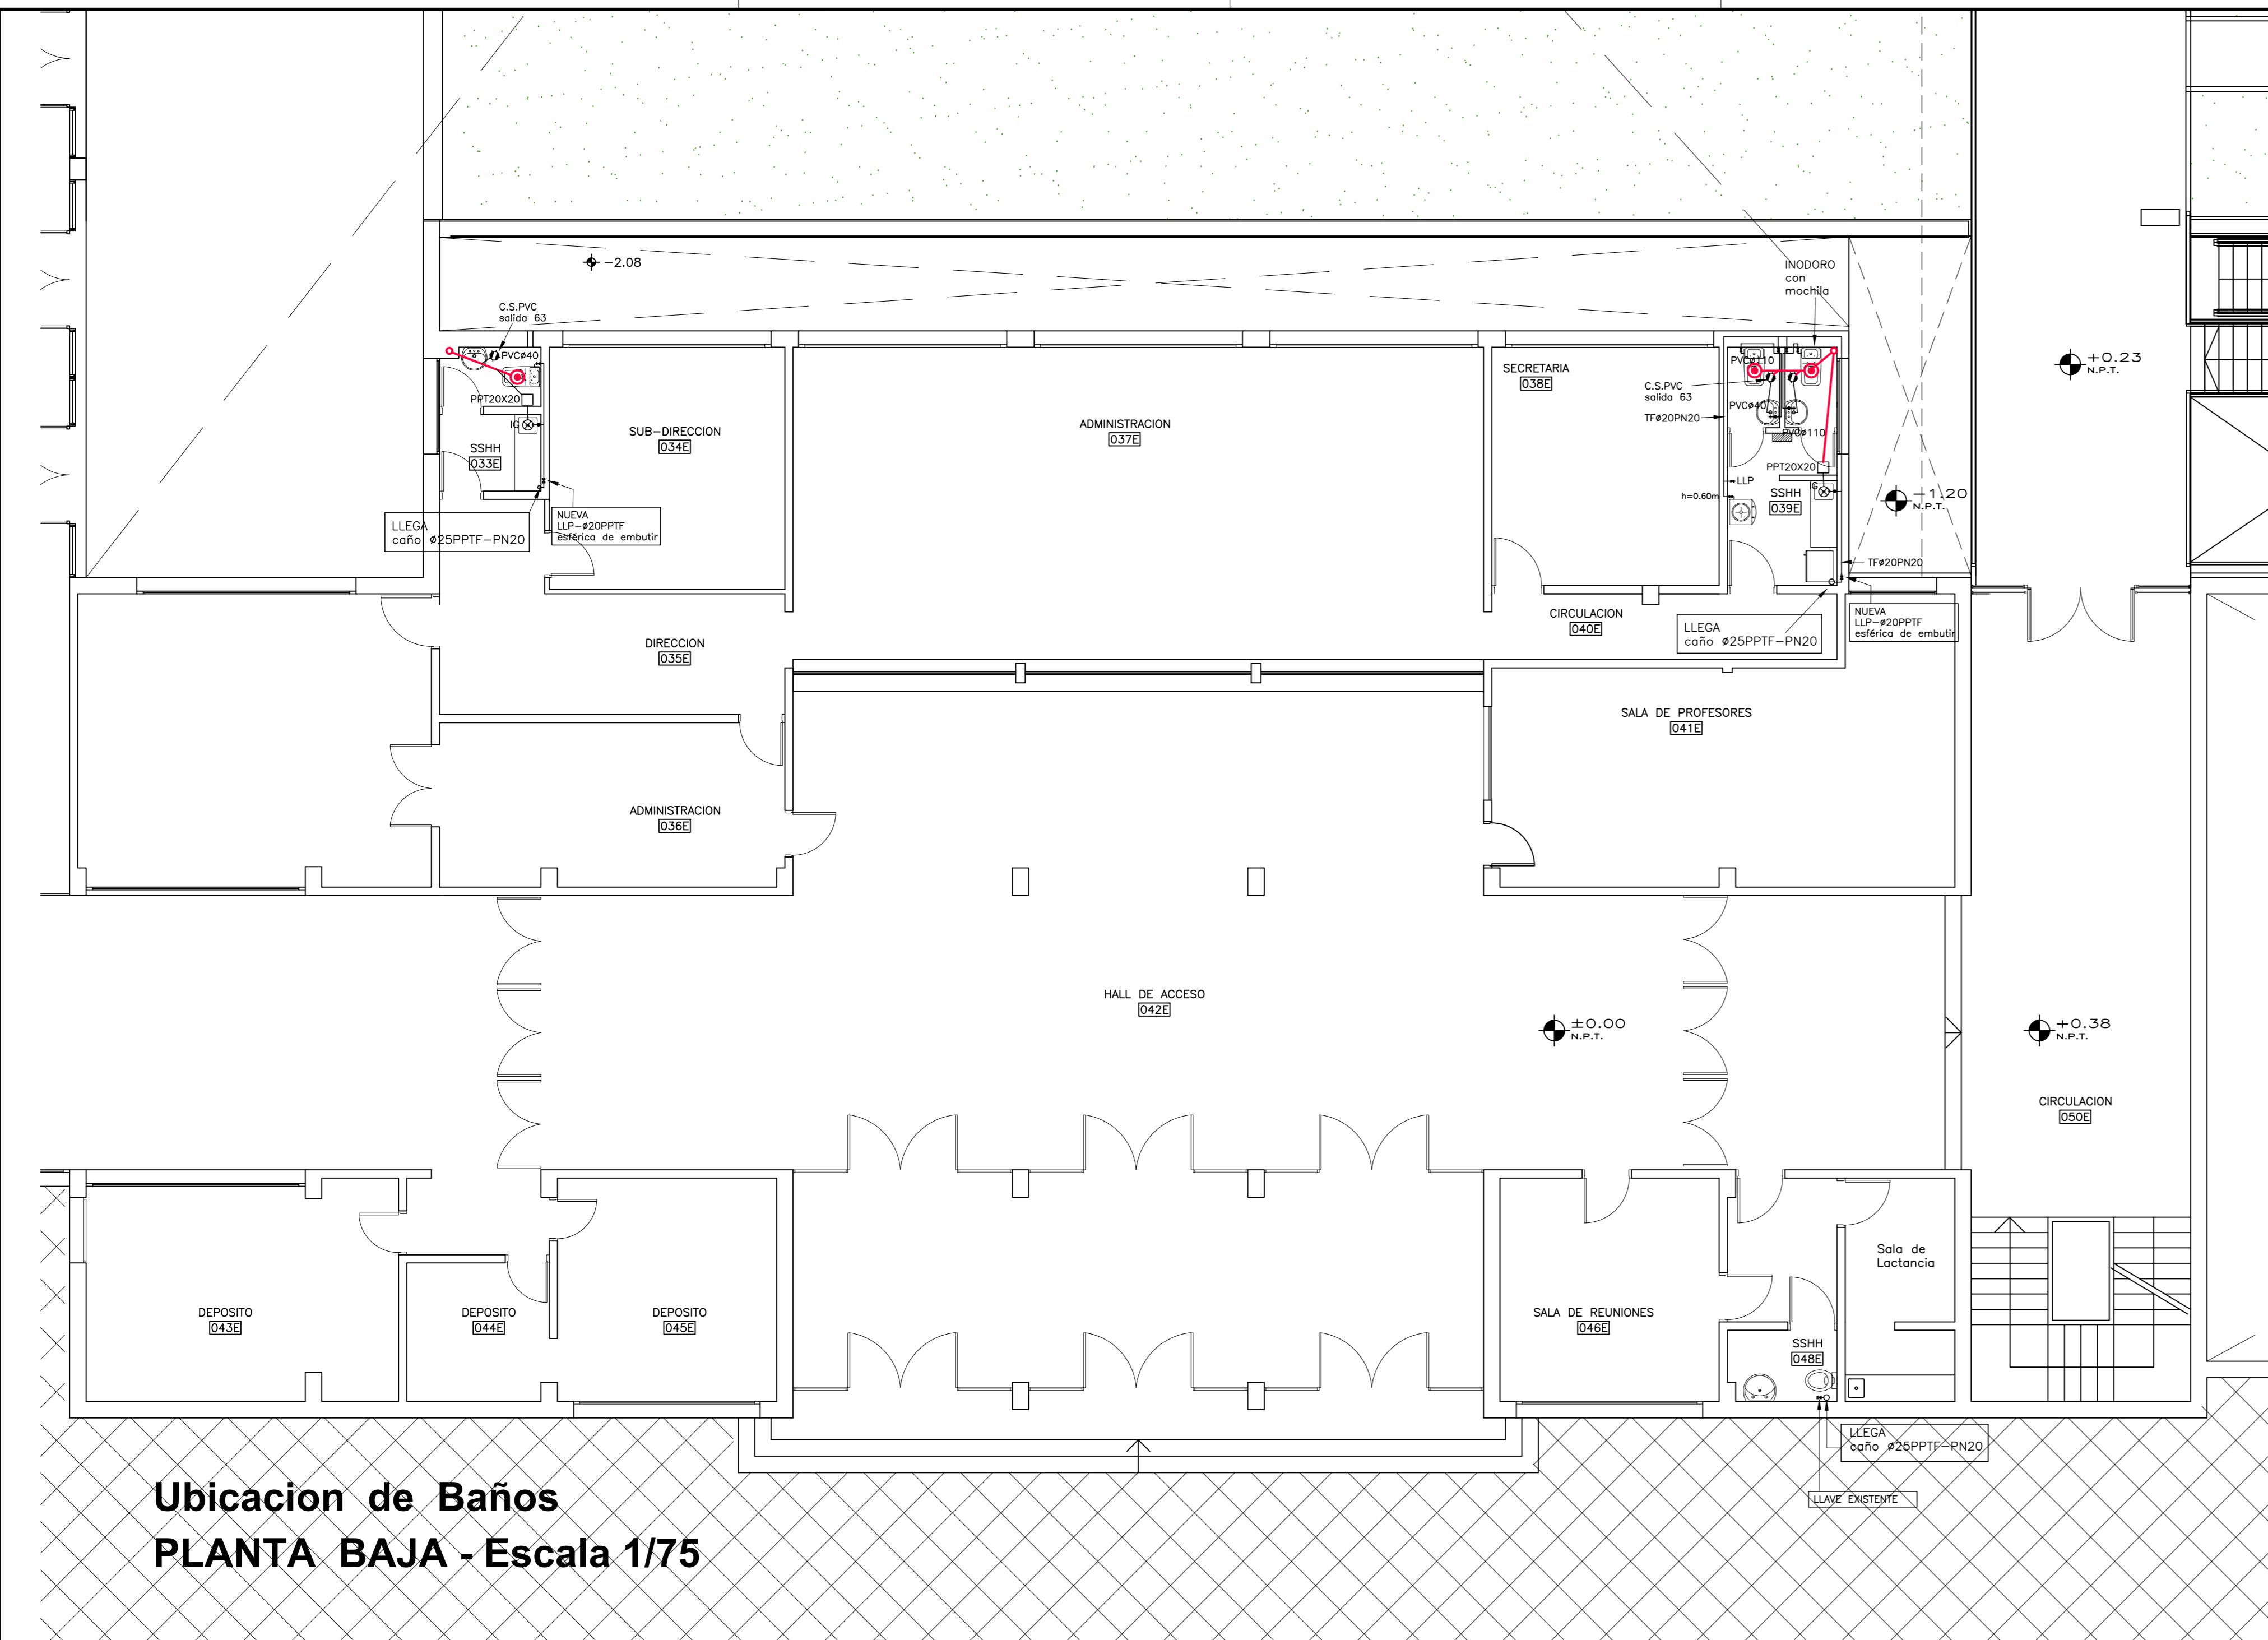 -2.08
INODORO
con
mochila
C.S.PVC
salida 63
PVCø40
PPT20X20
IG
SSHH
033E
LLEGA
caño ø25PPTF-PN20
NUEVA
LLP-ø20PPTF
esférica de embutir
SUB-DIRECCION
034E
ADMINISTRACION
037E
SECRETARIA
038E
PVCø110
C.S.PVC
salida 63
PVCø40
TFø20PN20
PVCø110
PPT20X20
LLP
IG
h=0.60m
SSHH
039E
TFø20PN20
+0.23
N.P.T.
-1.20
N.P.T.
NUEVA
LLP-ø20PPTF
esférica de embutir
LLEGA
caño ø25PPTF-PN20
CIRCULACION
040E
DIRECCION
035E
SALA DE PROFESORES
041E
ADMINISTRACION
036E
HALL DE ACCESO
042E
±0.00
N.P.T.
+0.38
N.P.T.
CIRCULACION
050E
Sala de
Lactancia
DEPOSITO
043E
DEPOSITO
044E
DEPOSITO
045E
SALA DE REUNIONES
046E
SSHH
048E
LLEGA
caño ø25PPTF-PN20
LLAVE EXISTENTE
Ubicacion de Baños
PLANTA BAJA - Escala 1/75